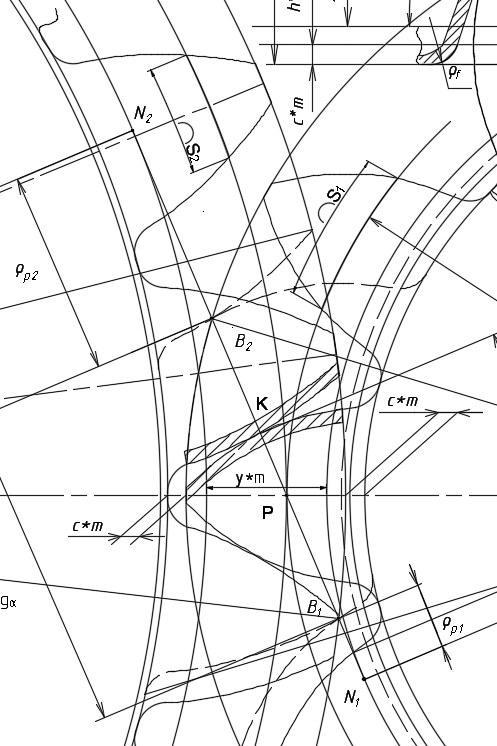 h
c*m
ρf
N2
S2
S1
ρp2
B2
K
c*m
y*m
P
c*m
gα
B1
ρp1
N1